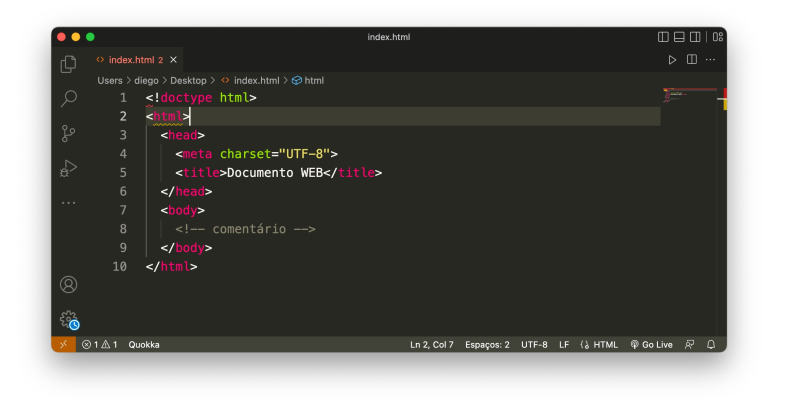 index.html
index.html 2 ×
Users > diego > Desktop > index.html > html
1 <!doctype html>
2 <html>
3 <head>
4 <meta charset="UTF-8">
5 <title>Documento WEB</title>
6 </head>
7 <body>
8 <!-- comentário -->
9 </body>
10 </html>
1 1 Quokka Ln 2, Col 7 Espaços: 2 UTF-8 LF HTML Go Live